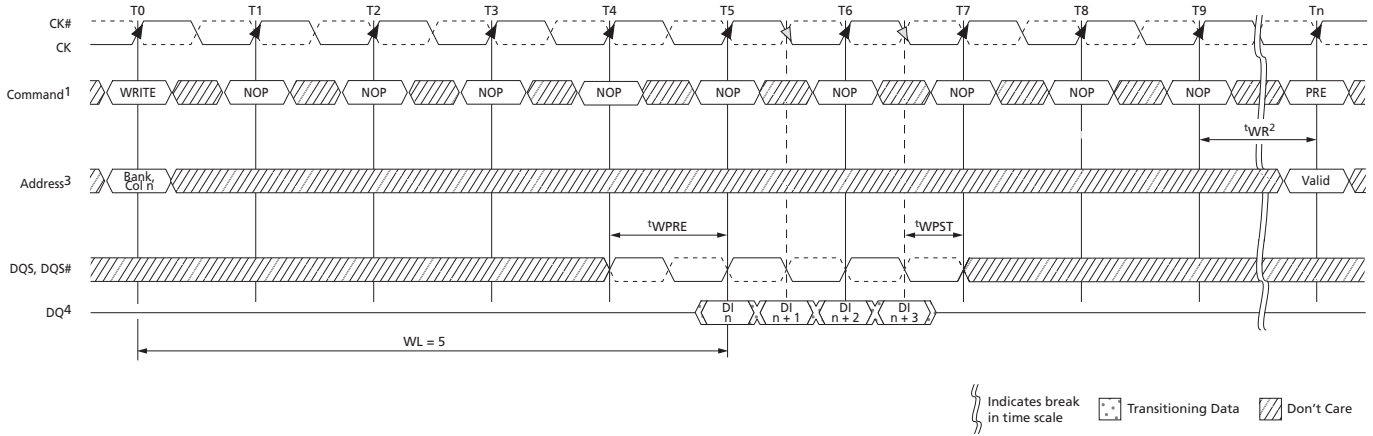 T0 T1 T2 T3 T4 T5 T6 T7 T8 T9 Tn
CK#
CK
Command1 WRITE NOP NOP NOP NOP NOP NOP NOP NOP NOP PRE
tWR2
Address3 Bank, Col n Valid
tWPRE tWPST
DQS, DQS#
DQ4 DI n DI n + 1 DI n + 2 DI n + 3
WL = 5
Indicates break in time scale
Transitioning Data
Don't Care